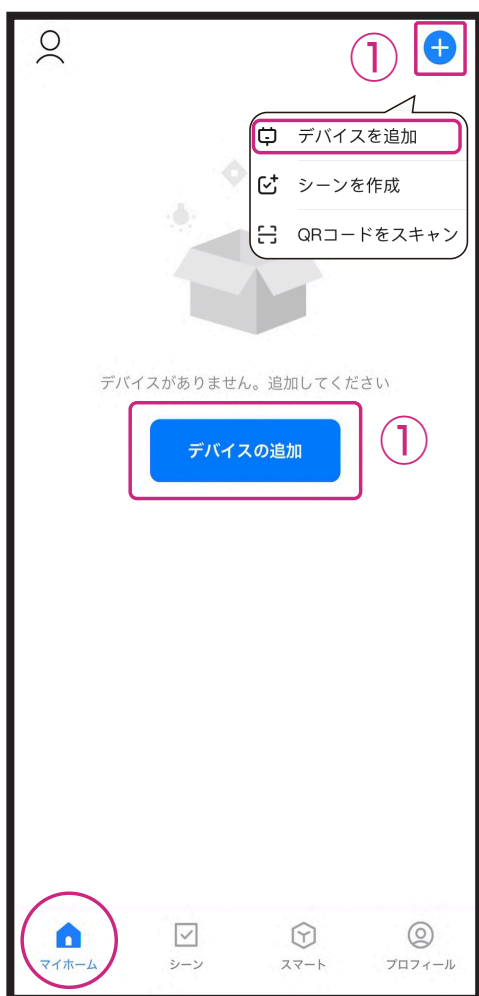 ①
デバイスを追加
シーンを作成
QRコードをスキャン
デバイスがありません。追加してください
デバイスの追加
①
マイホーム
シーン
スマート
プロフィール